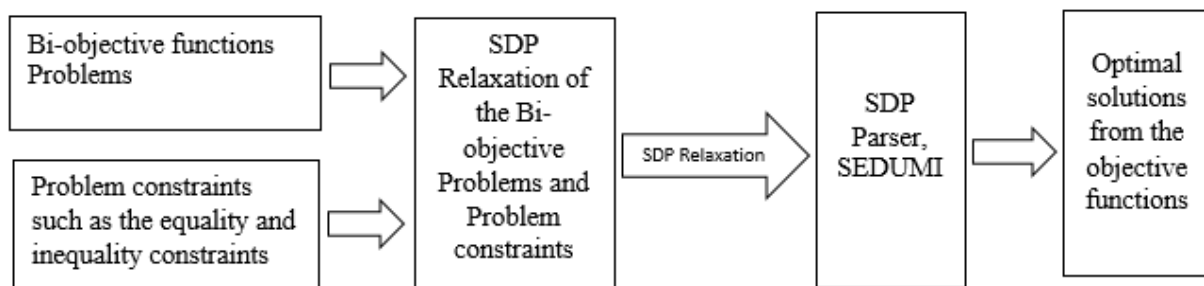 Bi-objective functions
Problems
Problem constraints
such as the equality and
inequality constraints
SDP
Relaxation of
the Bi-
objective
Problems and
Problem
constraints
SDP Relaxation
SDP
Parser,
SEDUMI
Optimal
solutions
from the
objective
functions